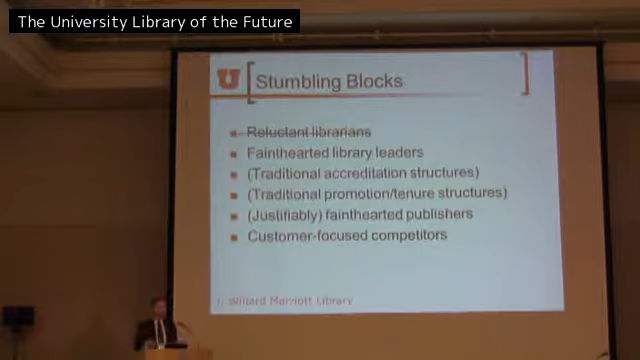 The University Library of the Future
U
Stumbling Blocks
Reluctant librarians
Fainthearted library leaders
(Traditional accreditation structures)
(Traditional promotion/tenure structures)
(Justifiably) fainthearted publishers
Customer-focused competitors
J. Willard Marriott Library